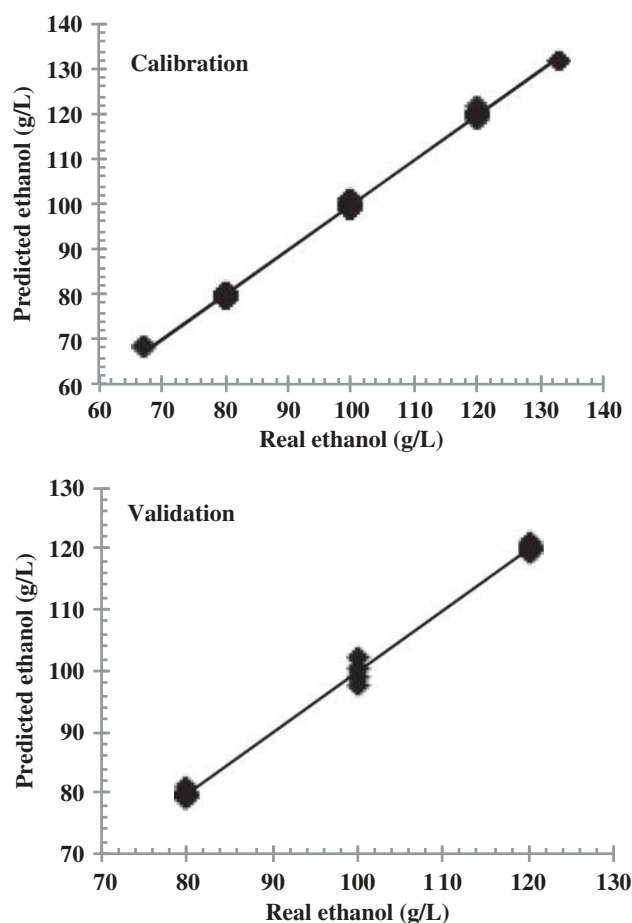 Calibration
Predicted ethanol (g/L)
140
130
120
110
100
90
80
70
60
60 70 80 90 100 110 120 130 140
Real ethanol (g/L)
Validation
Predicted ethanol (g/L)
130
120
110
100
90
80
70
70 80 90 100 110 120 130
Real ethanol (g/L)